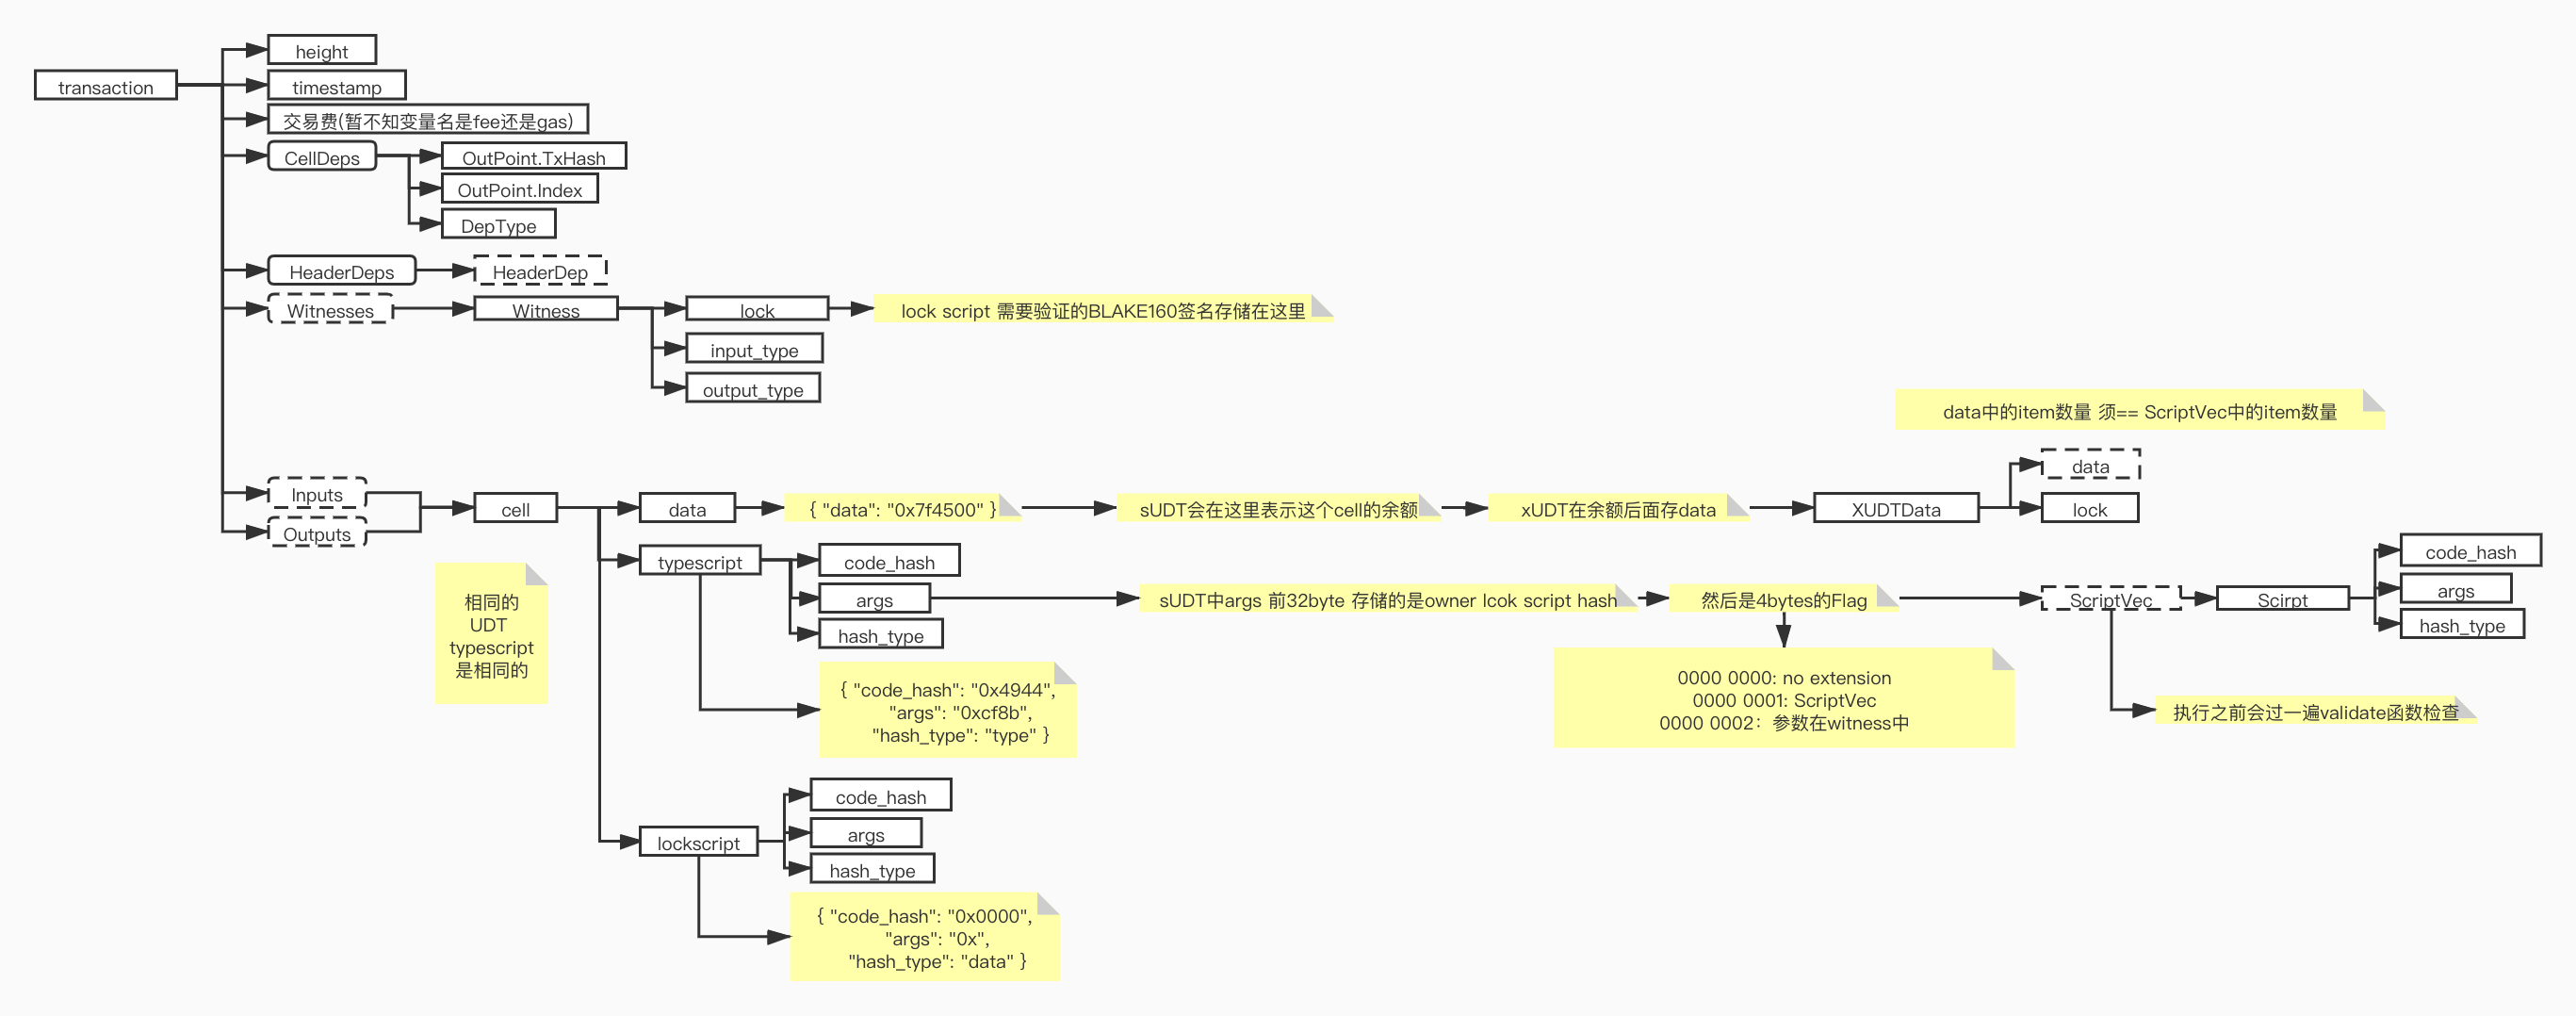 height
transaction
timestamp
交易费(暂不知变量名是fee还是gas)
CellDeps
OutPoint.TxHash
OutPoint.Index
DepType
HeaderDeps
HeaderDep
Witnesses
Witness
lock
lock script 需要验证的BLAKE160签名存储在这里
input_type
output_type
data中的item数量 须== ScriptVec中的item数量
Inputs
Outputs
cell
data
{ "data": "0x7f4500" }
sUDT会在这里表示这个cell的余额
xUDT在余额后面存data
XUDTData
data
lock
相同的
UDT
typescript
是相同的
typescript
code_hash
args
hash_type
sUDT中args 前32byte 存储的是owner lcok script hash
然后是4bytes的Flag
ScriptVec
Scirpt
code_hash
args
hash_type
{ "code_hash": "0x4944",
"args": "0xcf8b",
"hash_type": "type" }
0000 0000: no extension
0000 0001: ScriptVec
0000 0002：参数在witness中
执行之前会过一遍validate函数检查
lockscript
code_hash
args
hash_type
{ "code_hash": "0x0000",
"args": "0x",
"hash_type": "data" }